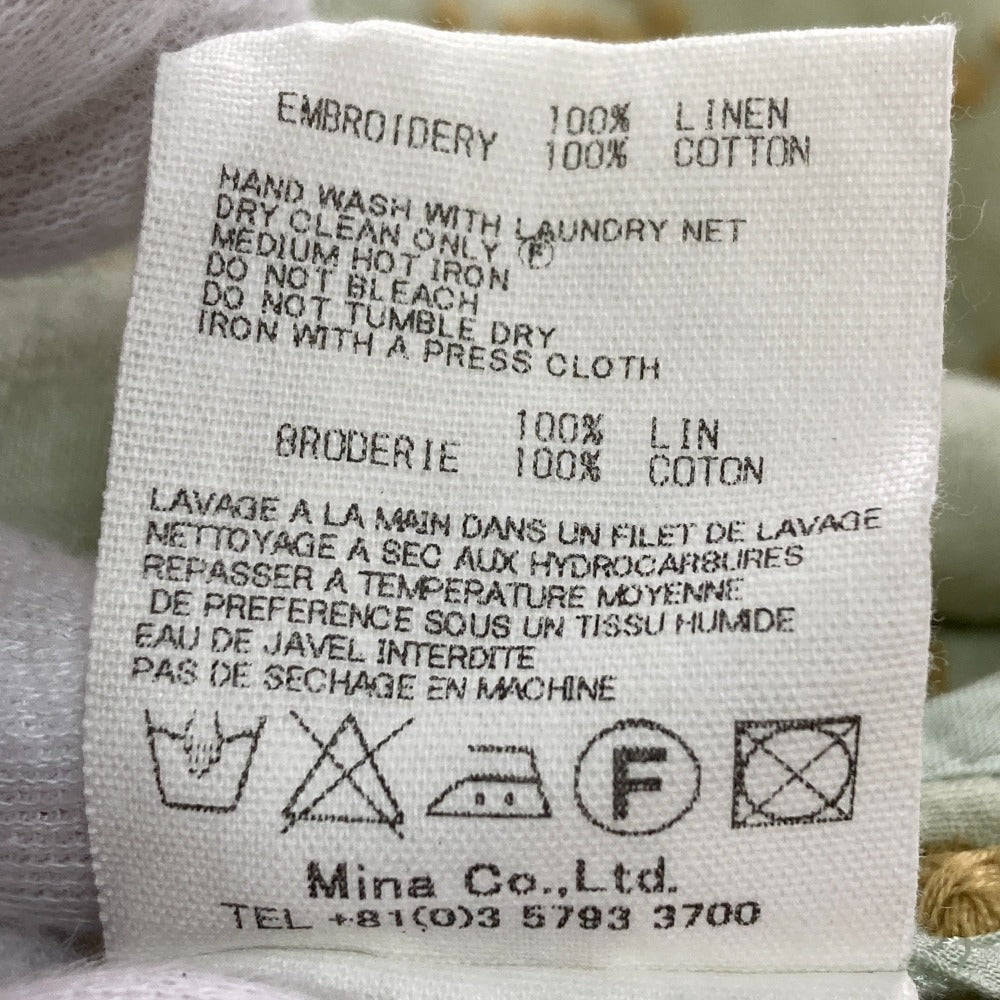 100% LINEN
EMBROIDERY 100% COTTON
HAND WASH WITH LAUNDRY NET
DRY CLEAN ONLY Ⓕ
MEDIUM HOT IRON
DO NOT BLEACH
DO NOT TUMBLE DRY
IRON WITH A PRESS CLOTH
100% LIN
BRODERIE 100% COTON
LAVAGE A LA MAIN DANS UN FILET DE LAVAGE
NETTOYAGE A SEC AUX HYDROCARBURES
REPASSER A TEMPERATURE MOYENNE
DE PREFERENCE SOUS UN TISSU HUMIDE
EAU DE JAVEL INTERDITE
PAS DE SECHAGE EN MACHINE
F
Mina Co.,Ltd.
TEL +81(0)3 5793 3700